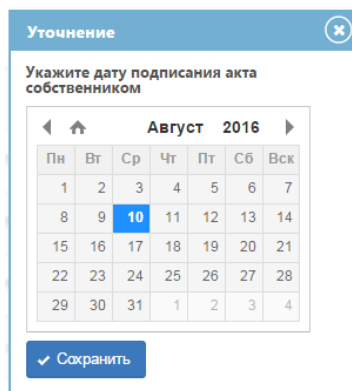 Уточнение
Укажите дату подписания акта
собственником
Август 2016
Пн Вт Ср Чт Пт Сб Вск
1 2 3 4 5 6 7
8 9 10 11 12 13 14
15 16 17 18 19 20 21
22 23 24 25 26 27 28
29 30 31 1 2 3 4
Сохранить